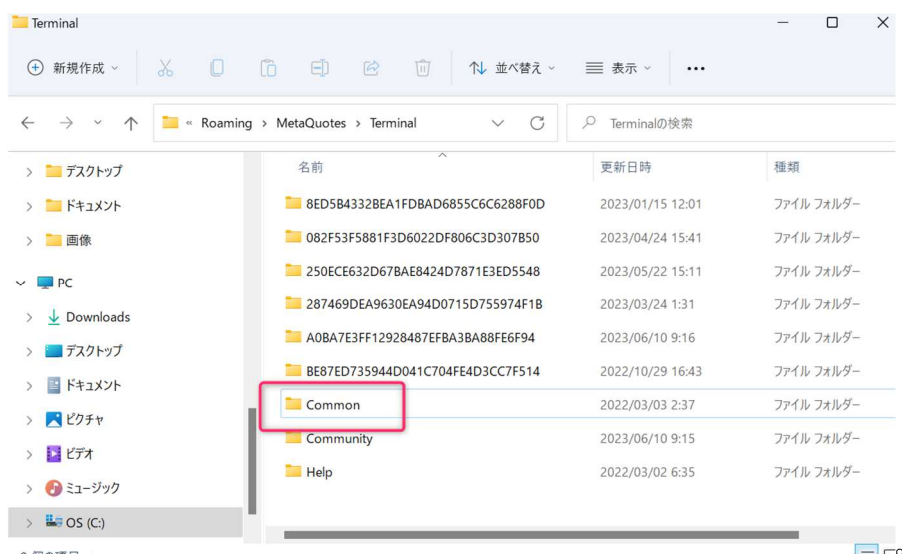 Terminal
新規作成
並べ替え
表示
« Roaming > MetaQuotes > Terminal
Terminalの検索
名前 更新日時 種類
デスクトップ
ドキュメント
画像
PC
Downloads
デスクトップ
ドキュメント
ピクチャ
ビデオ
ミュージック
OS (C:)
8ED5B4332BEA1FDBAD6855C6C6288F0D 2023/01/15 12:01 ファイル フォルダー
082F53F5881F3D6022DF806C3D307B50 2023/04/24 15:41 ファイル フォルダー
250ECE632D67BAE8424D7871E3ED5548 2023/05/22 15:11 ファイル フォルダー
287469DEA9630EA94D0715D755974F1B 2023/03/24 1:31 ファイル フォルダー
A0BA7E3FF12928487EFBA3BA88FE6F94 2023/06/10 9:16 ファイル フォルダー
BE87ED735944D041C704FE4D3CC7F514 2022/10/29 16:43 ファイル フォルダー
Common 2022/03/03 2:37 ファイル フォルダー
Community 2023/06/10 9:15 ファイル フォルダー
Help 2022/03/02 6:35 ファイル フォルダー